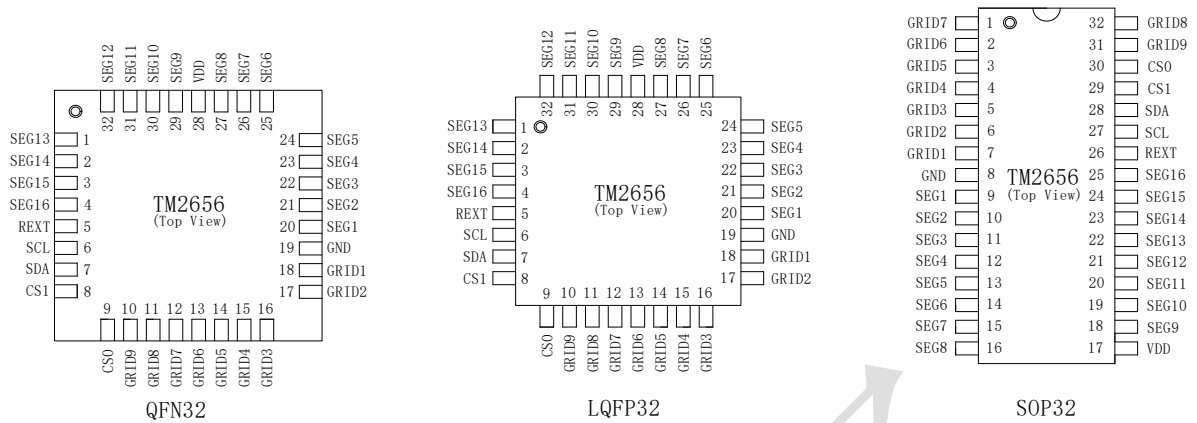 SEG12 SEG11 SEG10 SEG9 VDD SEG8 SEG7 SEG6
32 31 30 29 28 27 26 25
SEG13 1 24 SEG5
SEG14 2 23 SEG4
SEG15 3 22 SEG3
SEG16 4 21 SEG2
REXT 5 20 SEG1
SCL 6 19 GND
SDA 7 18 GRID1
CS1 8 17 GRID2
TM2656
(Top View)
9 10 11 12 13 14 15 16
CS0 GRID9 GRID8 GRID7 GRID6 GRID5 GRID4 GRID3
QFN32
SEG12 SEG11 SEG10 SEG9 VDD SEG8 SEG7 SEG6
32 31 30 29 28 27 26 25
SEG13 1 24 SEG5
SEG14 2 23 SEG4
SEG15 3 22 SEG3
SEG16 4 21 SEG2
REXT 5 20 SEG1
SCL 6 19 GND
SDA 7 18 GRID1
CS1 8 17 GRID2
TM2656
(Top View)
9 10 11 12 13 14 15 16
CS0 GRID9 GRID8 GRID7 GRID6 GRID5 GRID4 GRID3
LQFP32
GRID7 1 32 GRID8
GRID6 2 31 GRID9
GRID5 3 30 CS0
GRID4 4 29 CS1
GRID3 5 28 SDA
GRID2 6 27 SCL
GRID1 7 26 REXT
GND 8 25 SEG16
SEG1 9 24 SEG15
SEG2 10 23 SEG14
SEG3 11 22 SEG13
SEG4 12 21 SEG12
SEG5 13 20 SEG11
SEG6 14 19 SEG10
SEG7 15 18 SEG9
SEG8 16 17 VDD
TM2656
(Top View)
SOP32